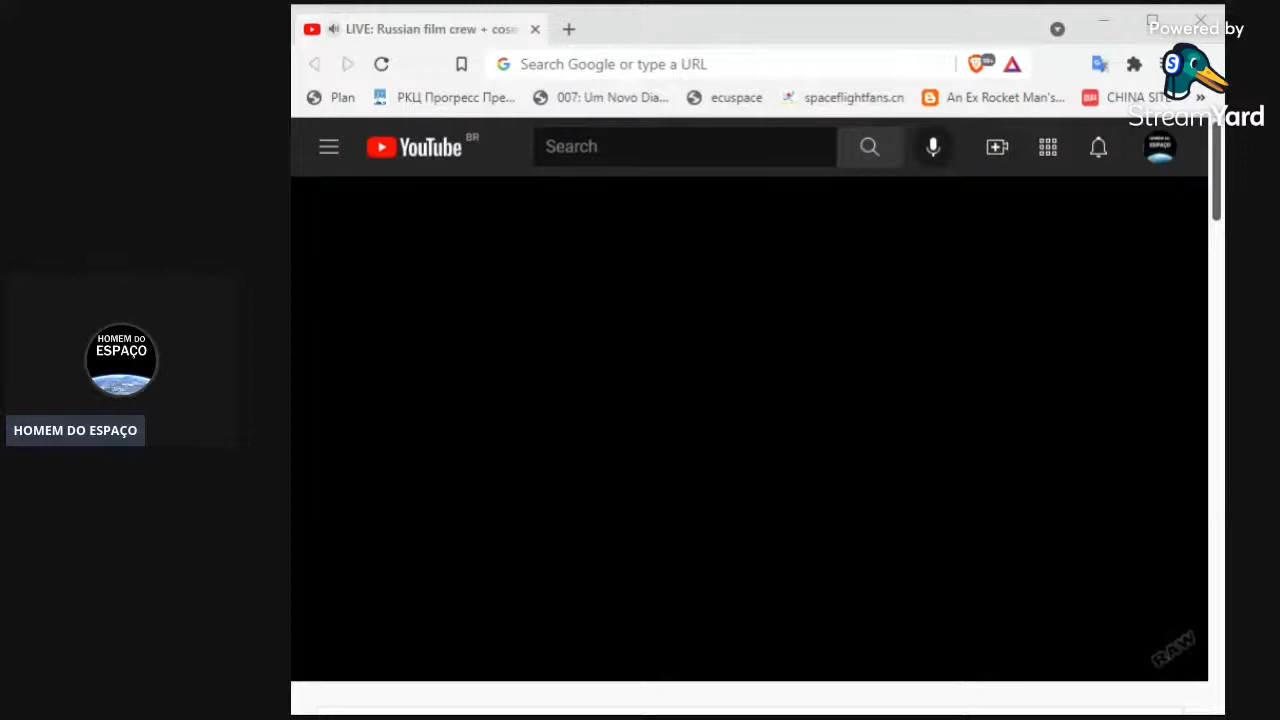 LIVE: Russian film crew + cos
Powered by
Search Google or type a URL
Plan
РКЦ Прогресс Пре...
007: Um Novo Dia...
ecuspace
spaceflightfans.cn
An Ex Rocket Man's...
CHINA SITE
StreamYard
YouTube BR
Search
HOMEM DO
ESPAÇO
HOMEM DO ESPAÇO
RAW